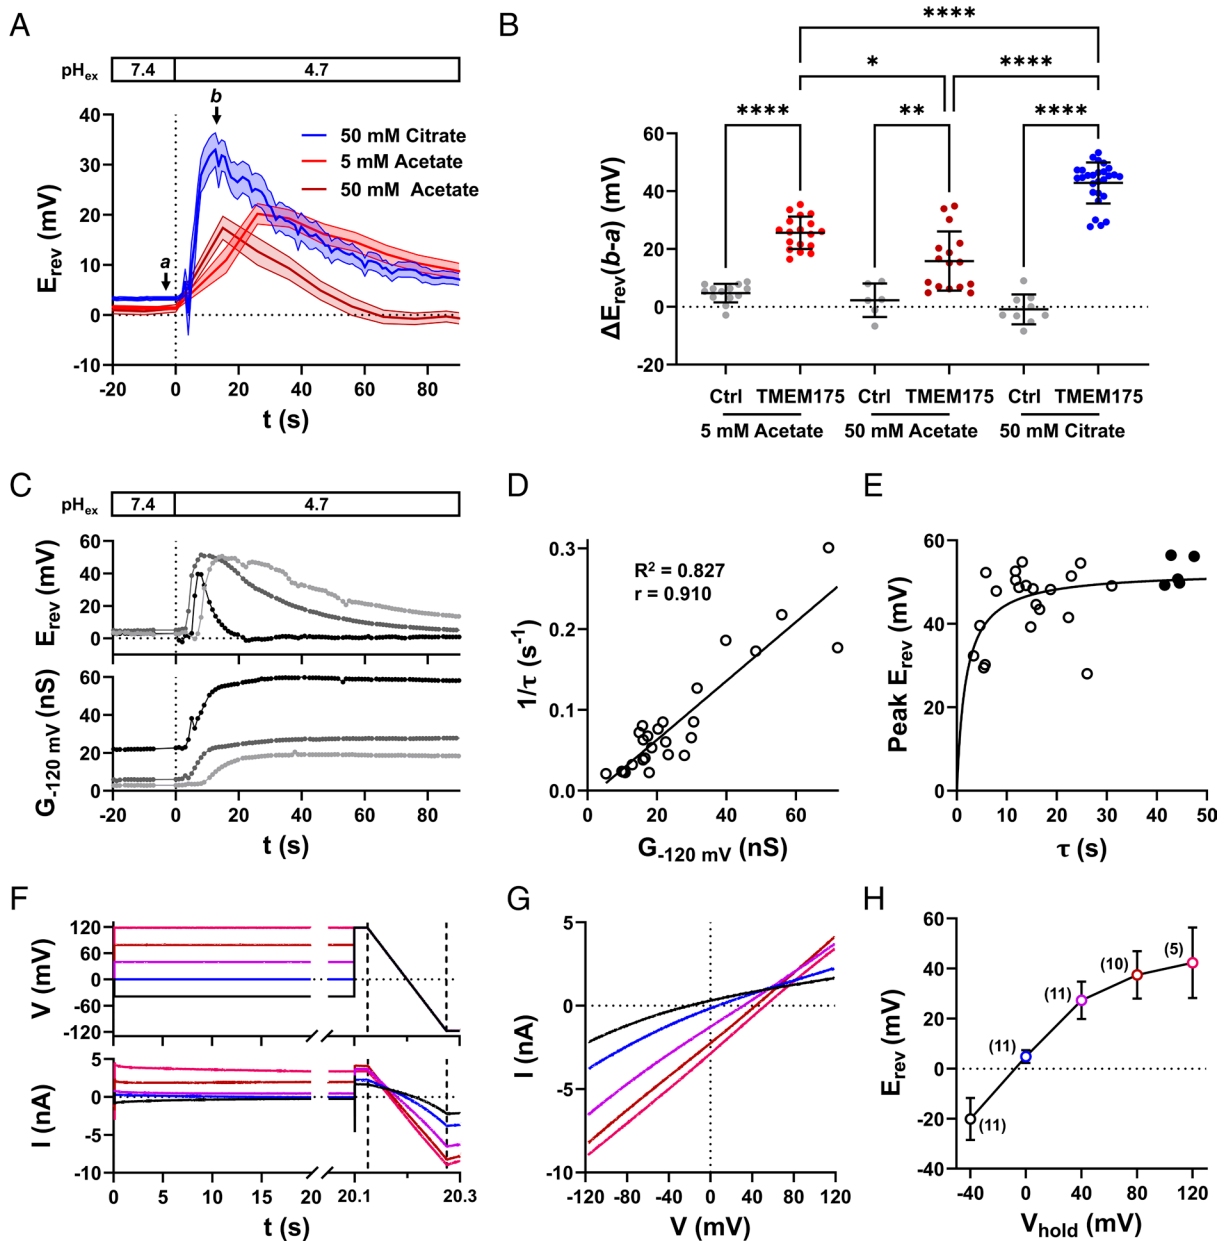 A
pHex 7.4 4.7
b
a
50 mM Citrate
5 mM Acetate
50 mM Acetate
Erev (mV)
40
30
20
10
0
-10
-20 0 20 40 60 80
t (s)
B
****
* ****
**** ** ****
ΔErev(b-a) (mV)
60
40
20
0
-20
Ctrl TMEM175 Ctrl TMEM175 Ctrl TMEM175
5 mM Acetate 50 mM Acetate 50 mM Citrate
C
pHex 7.4 4.7
Erev (mV)
60
40
20
0
G-120 mV (nS)
60
40
20
0
-20 0 20 40 60 80
t (s)
D
R² = 0.827
r = 0.910
1/τ (s-1)
0.3
0.2
0.1
0.0
0 20 40 60
G-120 mV (nS)
E
Peak Erev (mV)
60
40
20
0
0 10 20 30 40 50
τ (s)
F
V (mV)
120
60
0
-60
-120
I (nA)
5
0
-5
-10
0 5 10 15 20 20.1 20.3
t (s)
G
I (nA)
5
0
-5
-10
-120 -80 -40 0 40 80 120
V (mV)
H
Erev (mV)
60
40
20
0
-20
-40
(11)
(11)
(11)
(10)
(5)
-40 0 40 80 120
Vhold (mV)